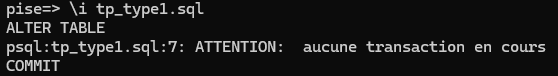 pise=> \i tp_type1.sql
ALTER TABLE
psql:tp_type1.sql:7: ATTENTION:  aucune transaction en cours
COMMIT